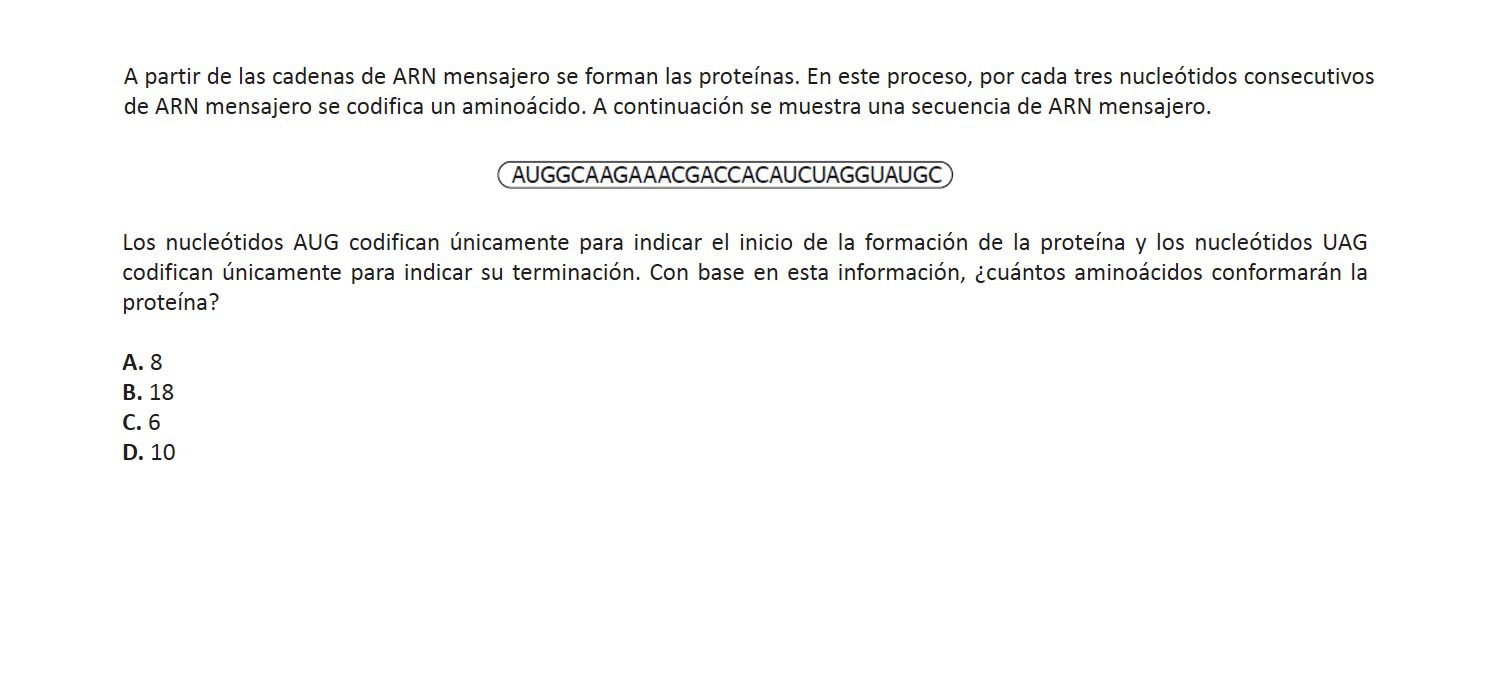 A partir de las cadenas de ARN mensajero se forman las proteínas. En este proceso, por cada tres nucleótidos consecutivos
de ARN mensajero se codifica un aminoácido. A continuación se muestra una secuencia de ARN mensajero.
AUGGCAAGAAACGACCACAUCUAGGUAUGC
Los nucleótidos AUG codifican únicamente para indicar el inicio de la formación de la proteína y los nucleótidos UAG
codifican únicamente para indicar su terminación. Con base en esta información, ¿cuántos aminoácidos conformarán la
proteína?
A. 8
B. 18
C. 6
D. 10